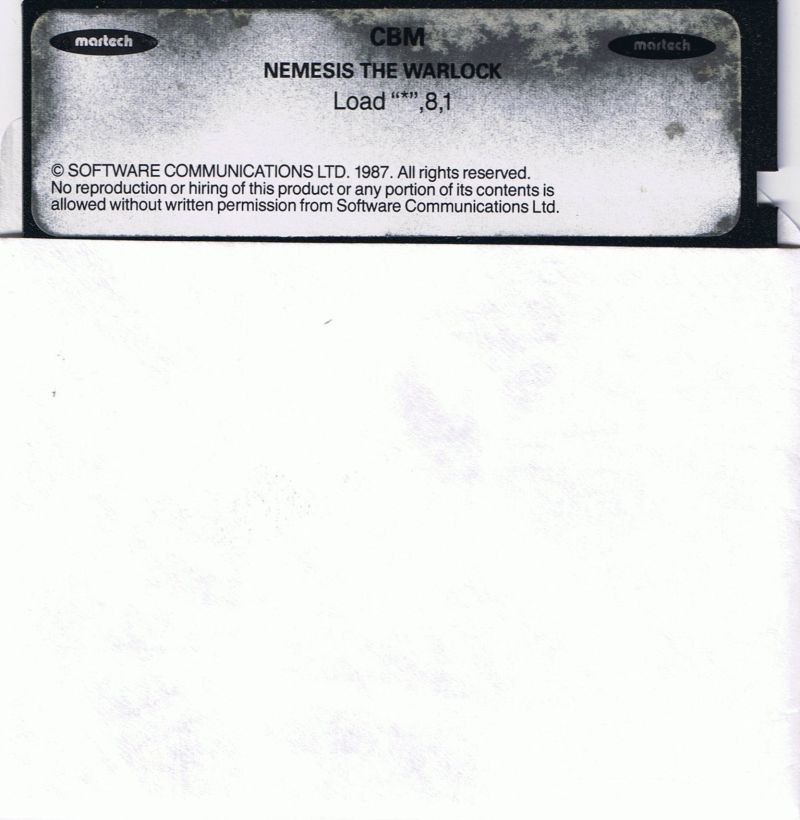 martech CBM martech
NEMESIS THE WARLOCK
Load “*”,8,1
© SOFTWARE COMMUNICATIONS LTD. 1987. All rights reserved.
No reproduction or hiring of this product or any portion of its contents is
allowed without written permission from Software Communications Ltd.